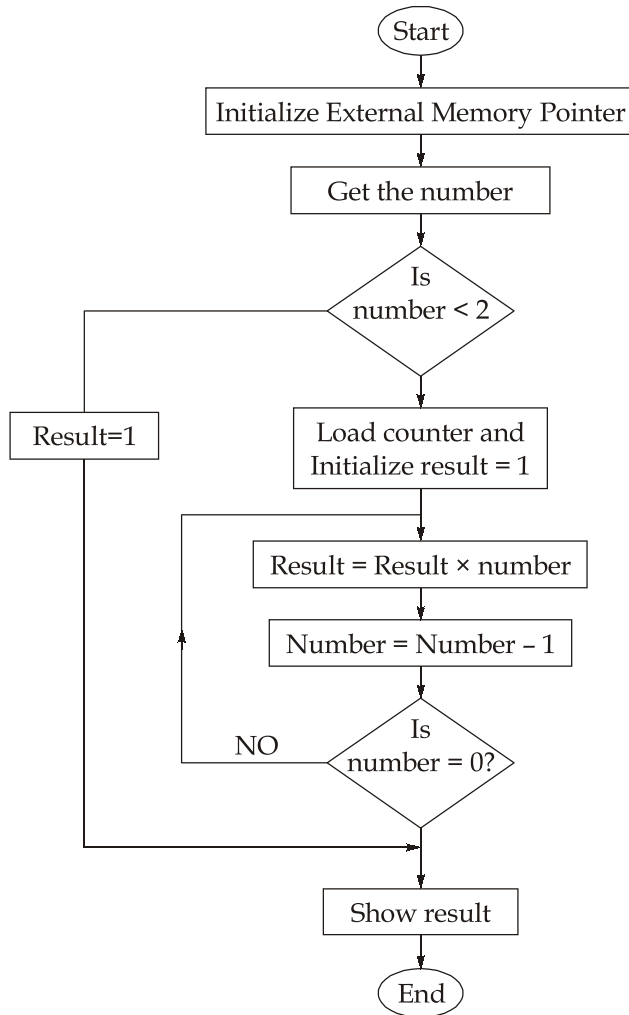 Start
Initialize External Memory Pointer
Get the number
Is
number < 2
Result=1
Load counter and
Initialize result = 1
Result = Result × number
Number = Number – 1
Is
number = 0?
NO
Show result
End